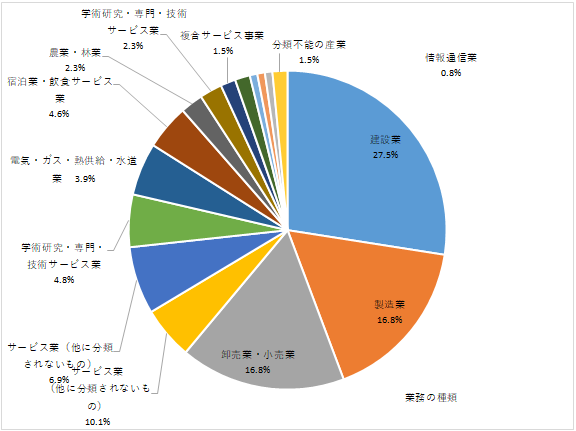 学術研究・専門・技術
サービス業
2.3%
複合サービス事業
1.5%
分類不能の産業
1.5%
情報通信業
0.8%
農業・林業
2.3%
宿泊業・飲食サービス
業
4.6%
建設業
27.5%
電気・ガス・熱供給・水道
業 3.9%
学術研究・専門・
技術サービス業
4.8%
製造業
16.8%
サービス業（他に分類
されないもの）
6.9%
卸売業・小売業
16.8%
サービス業
（他に分類されないも
の）
10.1%
業務の種類